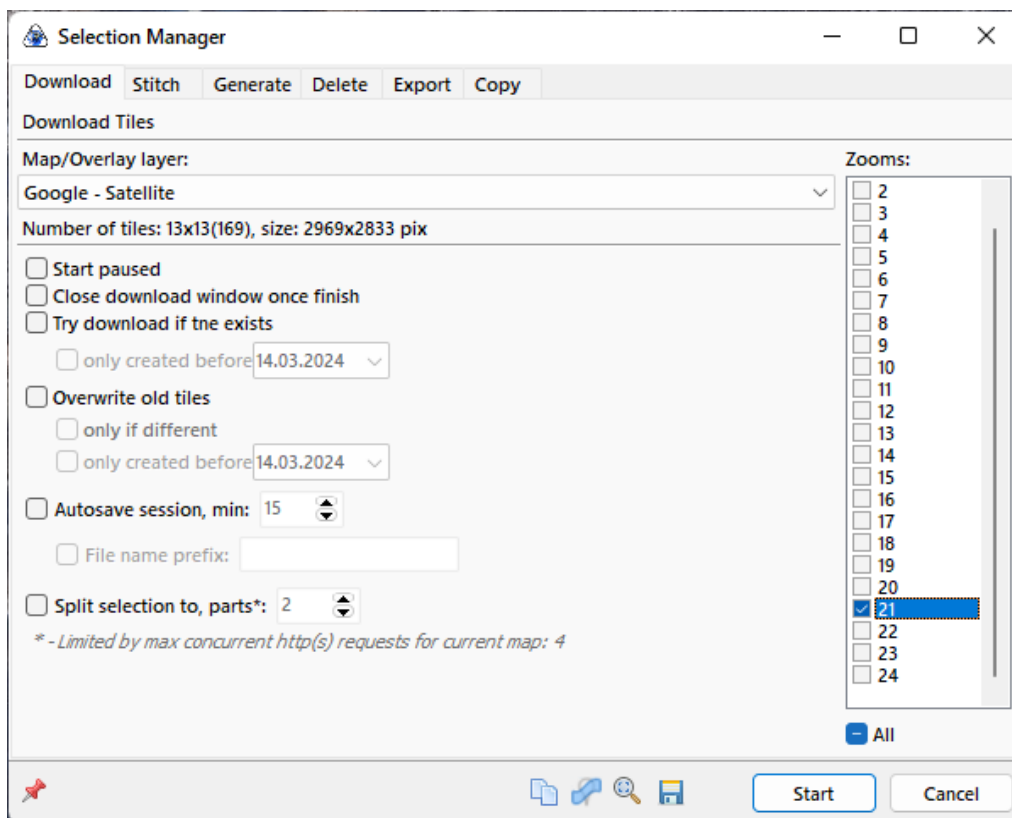 Selection Manager
Download Stitch Generate Delete Export Copy
Download Tiles
Map/Overlay layer:
Google - Satellite
Number of tiles: 13x13(169), size: 2969x2833 pix
Start paused
Close download window once finish
Try download if tne exists
only created before 14.03.2024
Overwrite old tiles
only if different
only created before 14.03.2024
Autosave session, min: 15
File name prefix:
Split selection to, parts*: 2
* - Limited by max concurrent http(s) requests for current map: 4
Zooms:
2
3
4
5
6
7
8
9
10
11
12
13
14
15
16
17
18
19
20
21
22
23
24
All
Start Cancel